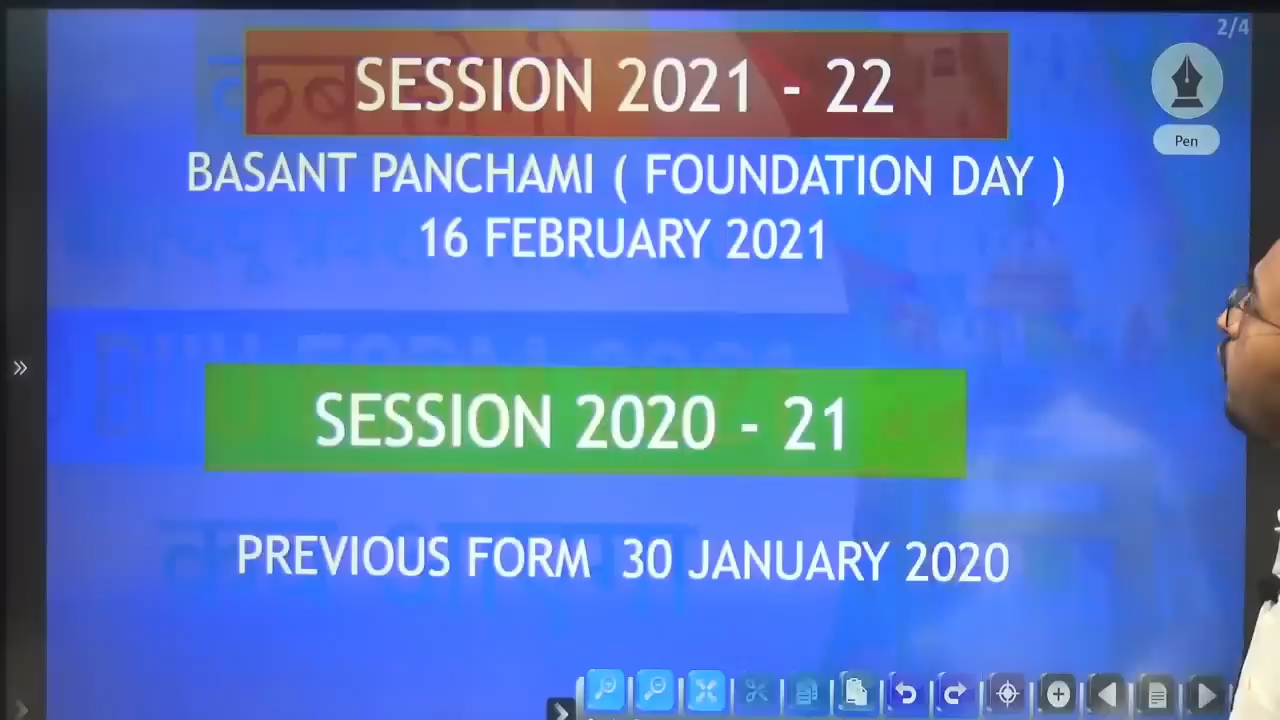 2/4
SESSION 2021 - 22
Pen
BASANT PANCHAMI ( FOUNDATION DAY )
16 FEBRUARY 2021
SESSION 2020 - 21
PREVIOUS FORM 30 JANUARY 2020